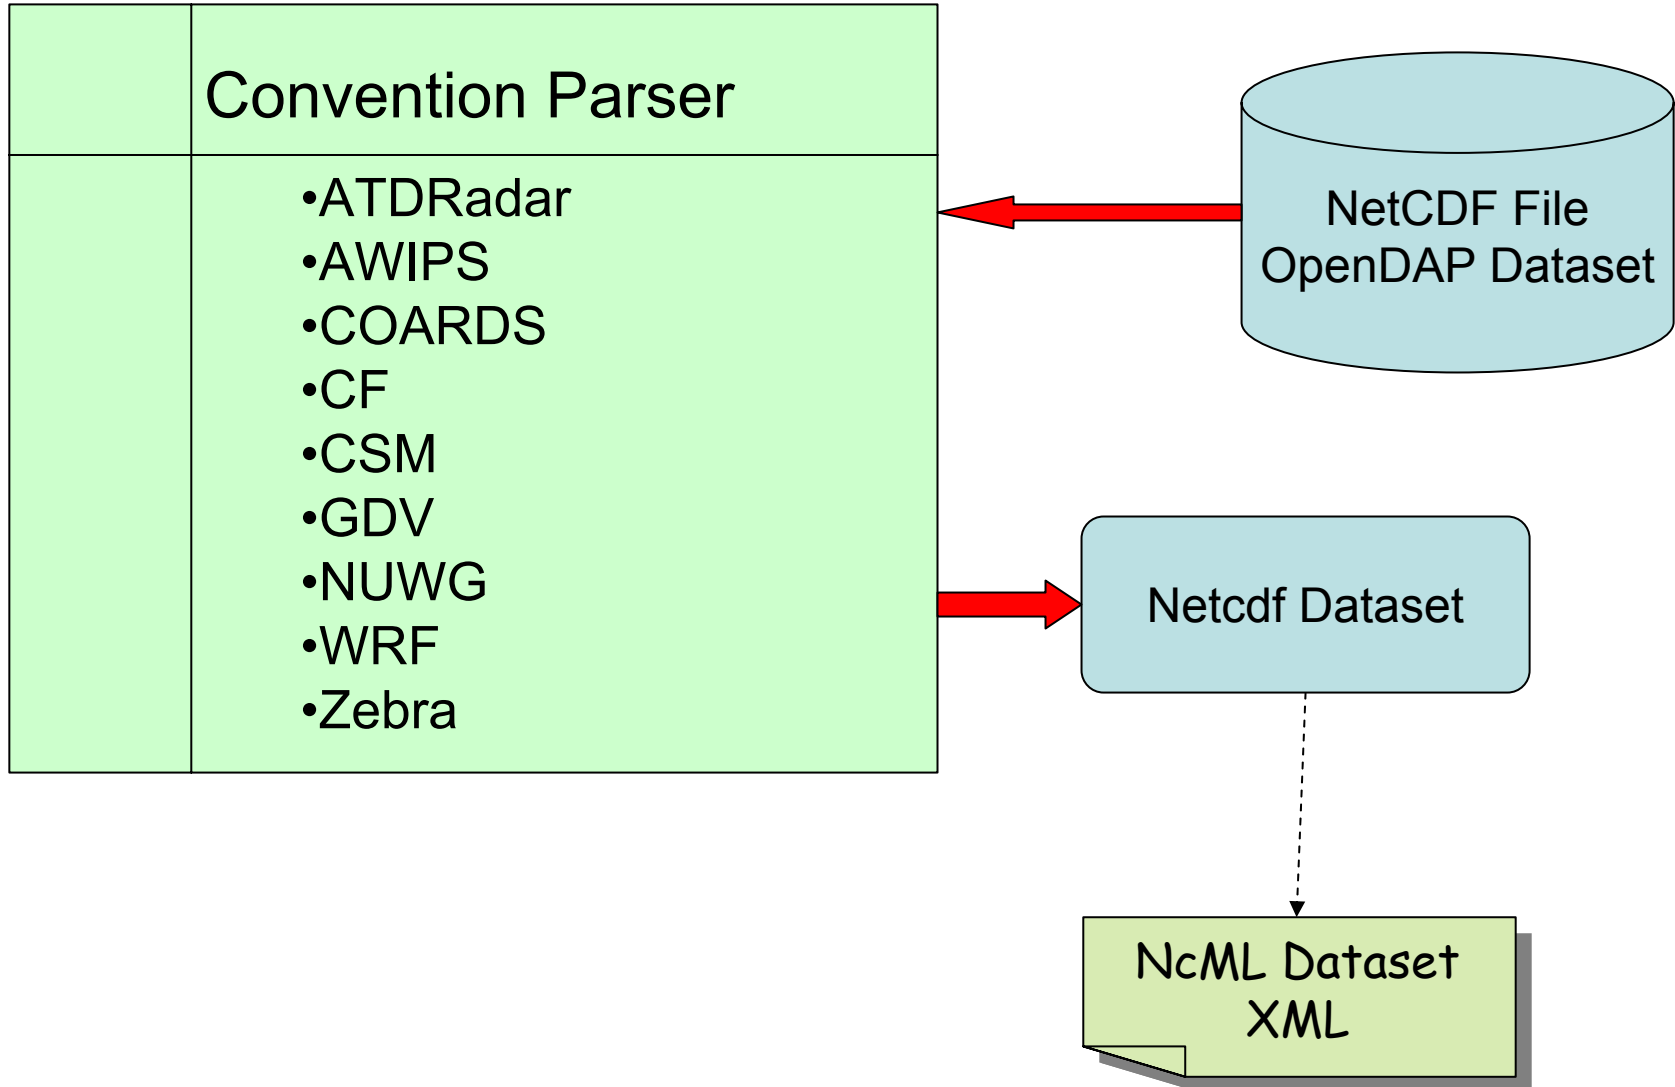 Convention Parser
•ATDRadar
•AWIPS
•COARDS
•CF
•CSM
•GDV
•NUWG
•WRF
•Zebra
NetCDF File
OpenDAP Dataset
Netcdf Dataset
NcML Dataset
XML